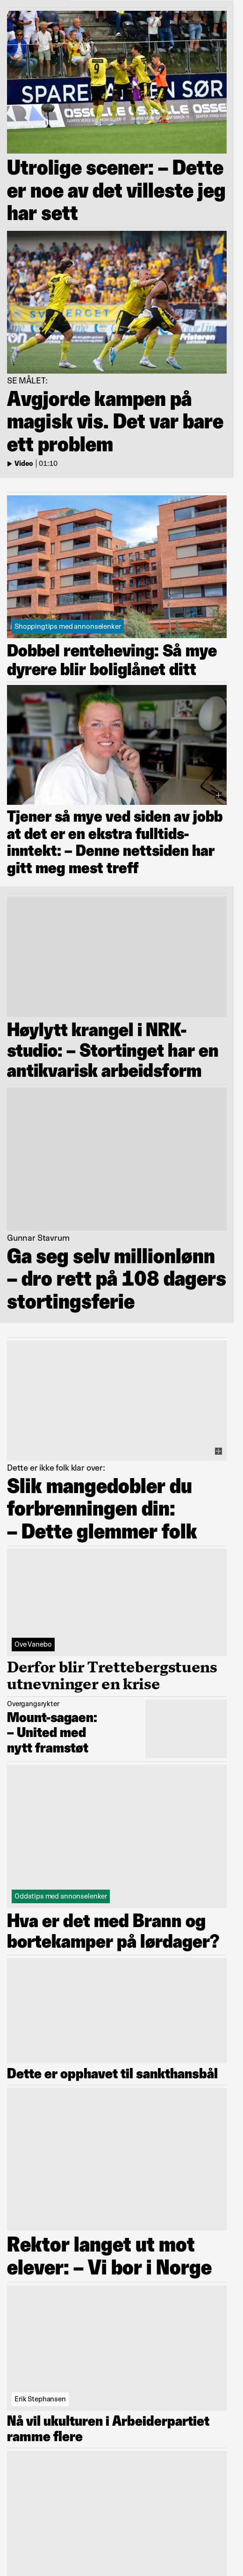 SPAREBANKEN SØR
9
Utrolige scener: – Dette
er noe av det villeste jeg
har sett
SE MÅLET:
Avgjorde kampen på
magisk vis. Det var bare
ett problem
Video | 01:10
Shoppingtips med annonselenker
Dobbel renteheving: Så mye
dyrere blir boliglånet ditt
Tjener så mye ved siden av jobb
at det er en ekstra fulltids-
inntekt: – Denne nettsiden har
gitt meg mest treff
Høylytt krangel i NRK-
studio: – Stortinget har en
antikvarisk arbeidsform
Gunnar Stavrum
Ga seg selv millionlønn
– dro rett på 108 dagers
stortingsferie
Dette er ikke folk klar over:
Slik mangedobler du
forbrenningen din:
– Dette glemmer folk
Ove Vanebo
Derfor blir Trettebergstuens
utnevninger en krise
Overgangsrykter
Mount-sagaen:
– United med
nytt framstøt
Oddstips med annonselenker
Hva er det med Brann og
bortekamper på lørdager?
Dette er opphavet til sankthansbål
Rektor langet ut mot
elever: – Vi bor i Norge
Erik Stephansen
Nå vil ukulturen i Arbeiderpartiet
ramme flere